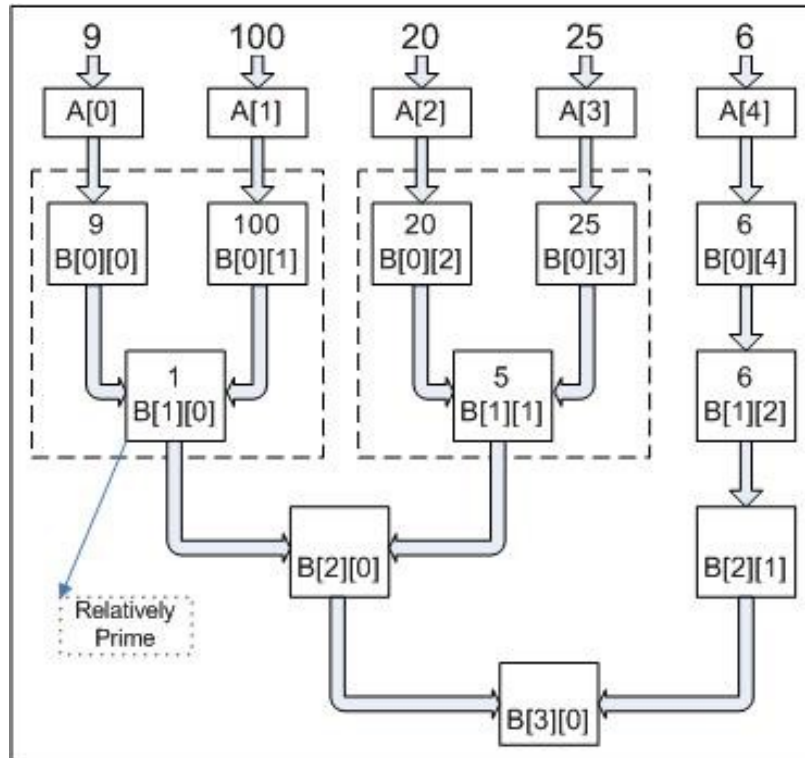 9 100 20 25 6
A[0] A[1] A[2] A[3] A[4]
9 100 20 25 6
B[0][0] B[0][1] B[0][2] B[0][3] B[0][4]
1 5 6
B[1][0] B[1][1] B[1][2]
B[2][0] B[2][1]
Relatively
Prime
B[3][0]